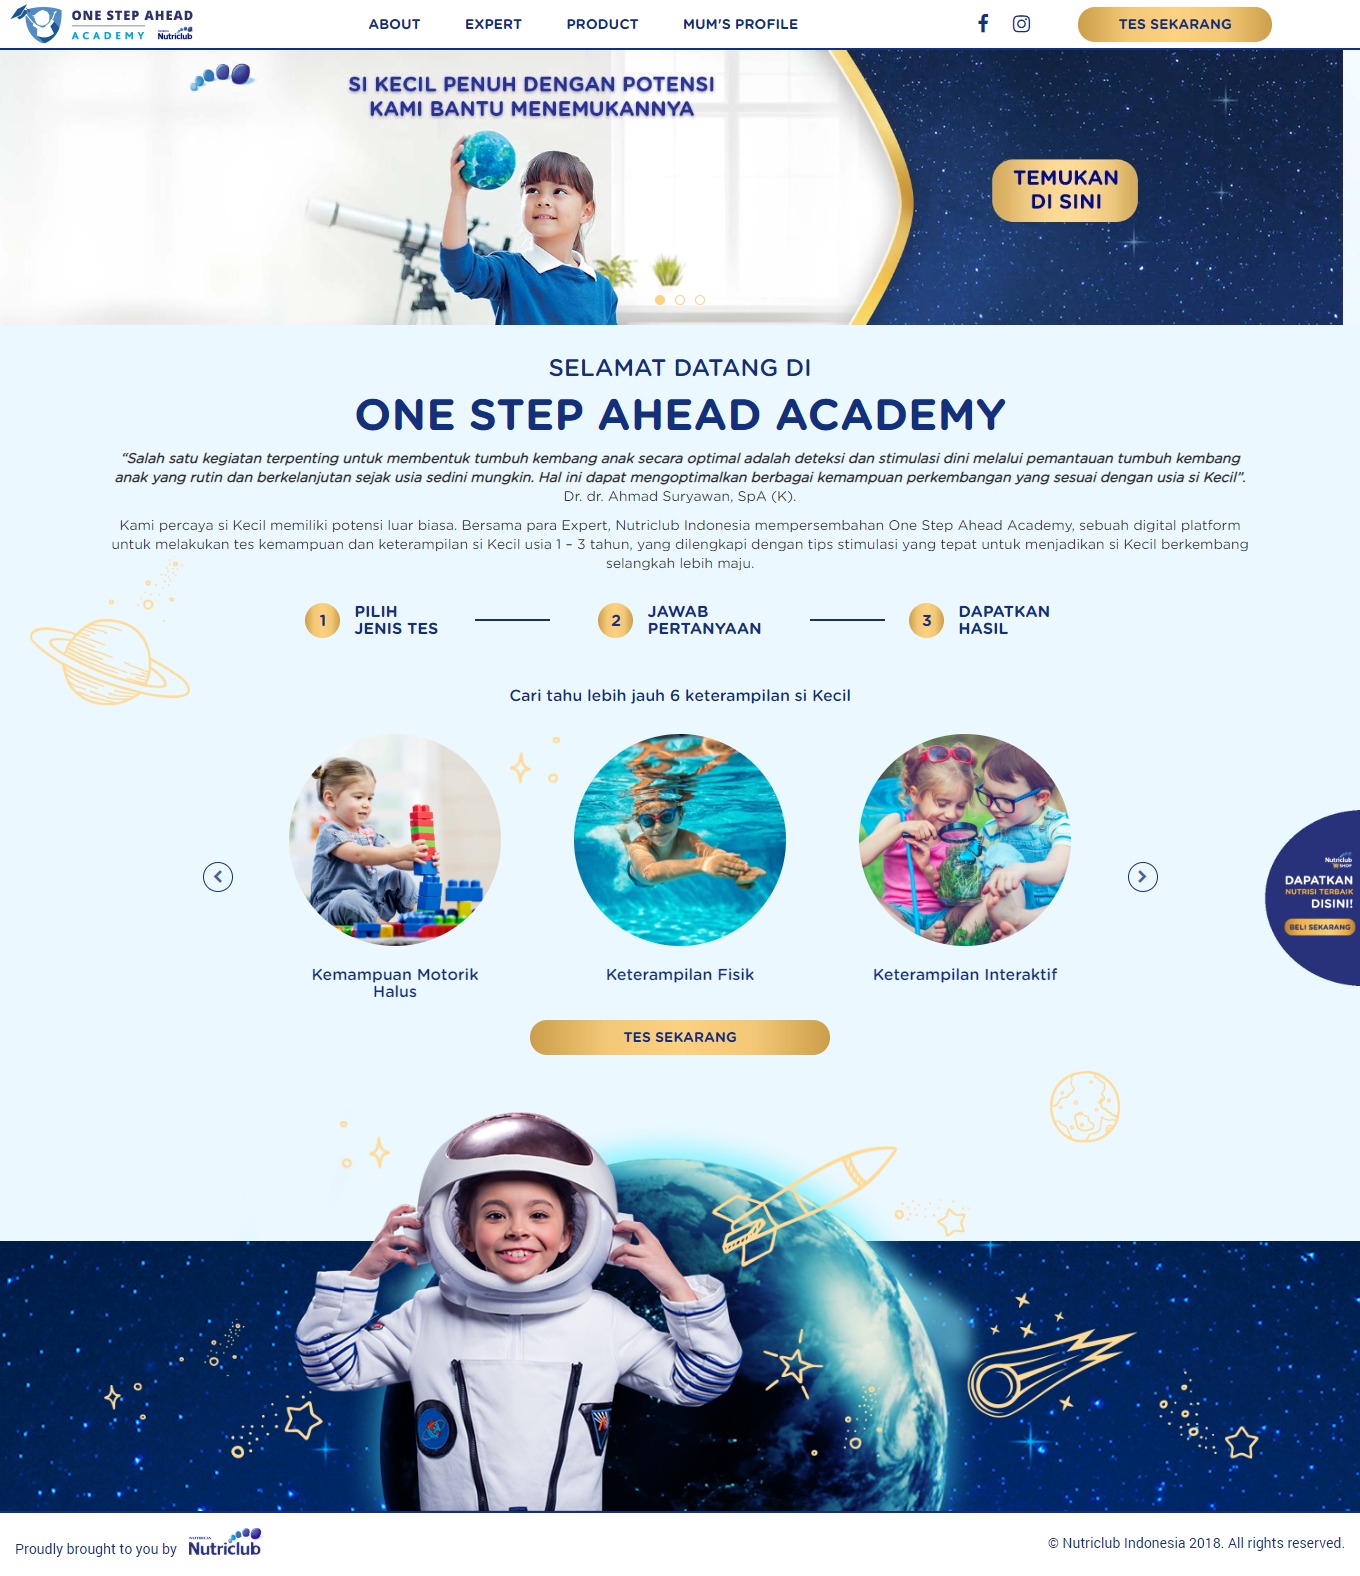 ONE STEP AHEAD
ACADEMY Nutriclub
ABOUT EXPERT PRODUCT MUM'S PROFILE
TES SEKARANG
SI KECIL PENUH DENGAN POTENSI
KAMI BANTU MENEMUKANNYA
TEMUKAN
DI SINI
SELAMAT DATANG DI
ONE STEP AHEAD ACADEMY
“Salah satu kegiatan terpenting untuk membentuk tumbuh kembang anak secara optimal adalah deteksi dan stimulasi dini melalui pemantauan tumbuh kembang
anak yang rutin dan berkelanjutan sejak usia sedini mungkin. Hal ini dapat mengoptimalkan berbagai kemampuan perkembangan yang sesuai dengan usia si Kecil”.
Dr. dr. Ahmad Suryawan, SpA (K).
Kami percaya si Kecil memiliki potensi luar biasa. Bersama para Expert, Nutriclub Indonesia mempersembahan One Step Ahead Academy, sebuah digital platform
untuk melakukan tes kemampuan dan keterampilan si Kecil usia 1 – 3 tahun, yang dilengkapi dengan tips stimulasi yang tepat untuk menjadikan si Kecil berkembang
selangkah lebih maju.
1 PILIH
JENIS TES
2 JAWAB
PERTANYAAN
3 DAPATKAN
HASIL
Cari tahu lebih jauh 6 keterampilan si Kecil
Kemampuan Motorik
Halus
Keterampilan Fisik
Keterampilan Interaktif
Nutriclub
SHOP
DAPATKAN
NUTRISI TERBAIK
DISINI!
BELI SEKARANG
TES SEKARANG
Proudly brought to you by
NUTRICIA
Nutriclub
© Nutriclub Indonesia 2018. All rights reserved.